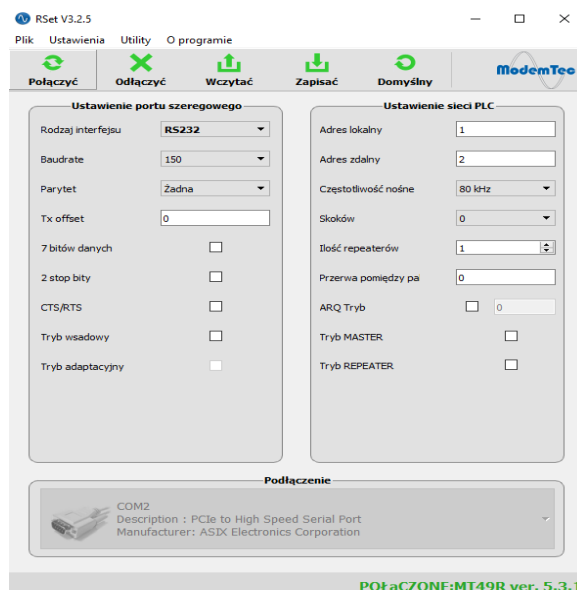 RSet V3.2.5
Plik Ustawienia Utility O programie
Połączyć Odłączyć Wczytać Zapisać Domyślny ModemTec
Ustawienie portu szeregowego
Rodzaj interfejsu RS232
Baudrate 150
Parytet Żadna
Tx offset 0
7 bitów danych
2 stop bity
CTS/RTS
Tryb wsadowy
Tryb adaptacyjny
Ustawienie sieci PLC
Adres lokalny 1
Adres zdalny 2
Częstotliwość nośne 80 kHz
Skoków 0
Ilość repeaterów 1
Przerwa pomiędzy pa 0
ARQ Tryb 0
Tryb MASTER
Tryb REPEATER
Podłączenie
COM2
Description : PCIe to High Speed Serial Port
Manufacturer: ASIX Electronics Corporation
POŁaCZONE:MT49R ver. 5.3.1